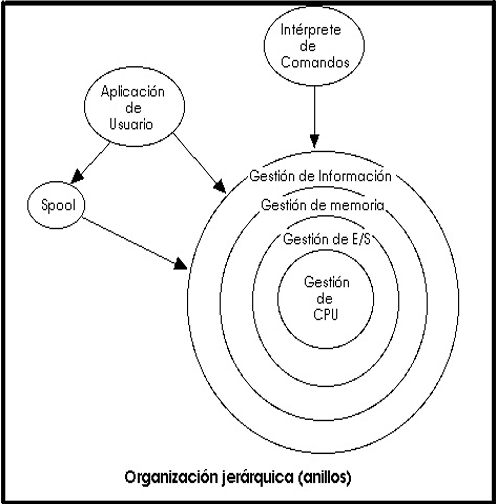 Intérprete
de
Comandos
Aplicación
de
Usuario
Spool
Gestión de Información
Gestión de memoria
Gestión de E/S
Gestión
de
CPU
Organización jerárquica (anillos)